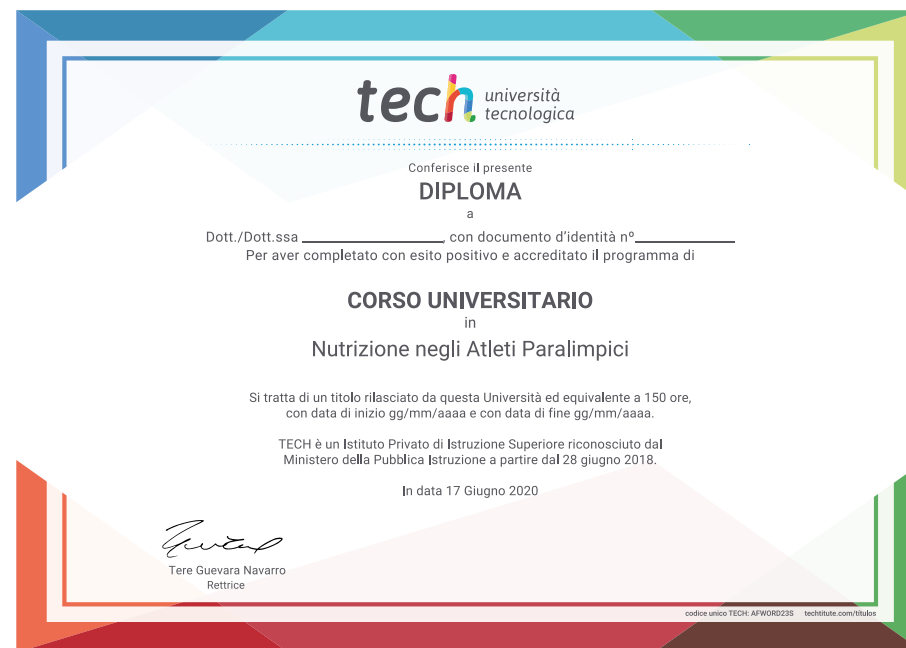 tech università
tecnologica
Conferisce il presente
DIPLOMA
a
Dott./Dott.ssa ____________________, con documento d'identità nº______________
Per aver completato con esito positivo e accreditato il programma di
CORSO UNIVERSITARIO
in
Nutrizione negli Atleti Paralimpici
Si tratta di un titolo rilasciato da questa Università ed equivalente a 150 ore,
con data di inizio gg/mm/aaaa e con data di fine gg/mm/aaaa.
TECH è un Istituto Privato di Istruzione Superiore riconosciuto dal
Ministero della Pubblica Istruzione a partire dal 28 giugno 2018.
In data 17 Giugno 2020
Tere Guevara Navarro
Rettrice
codice unico TECH: AFWORD23S techtitute.com/titulos